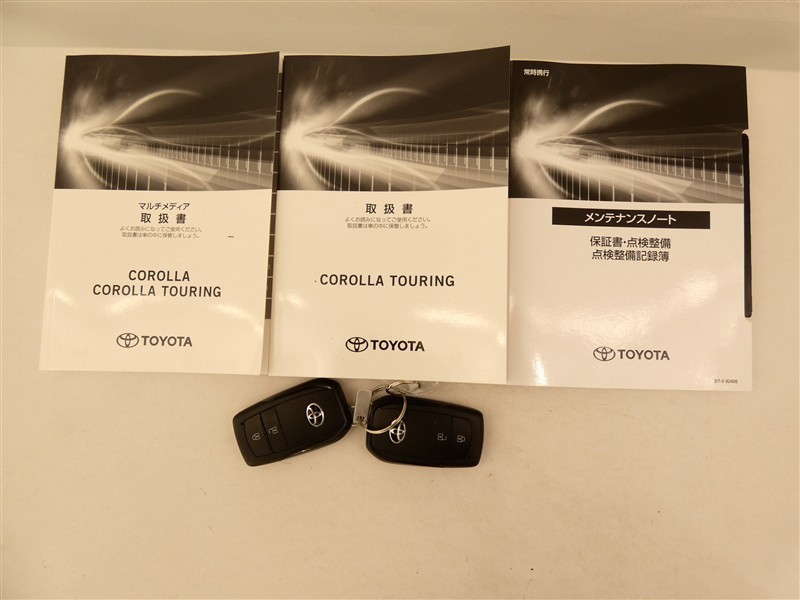 マルチメディア
取扱書
よくお読みになってご使用ください。
取扱書は車の中に保管しましょう。
COROLLA
COROLLA TOURING
TOYOTA
取扱書
よくお読みになってご使用ください。
取扱書は車の中に保管しましょう。
COROLLA TOURING
TOYOTA
常時携行
メンテナンスノート
保証書・点検整備
点検整備記録簿
TOYOTA